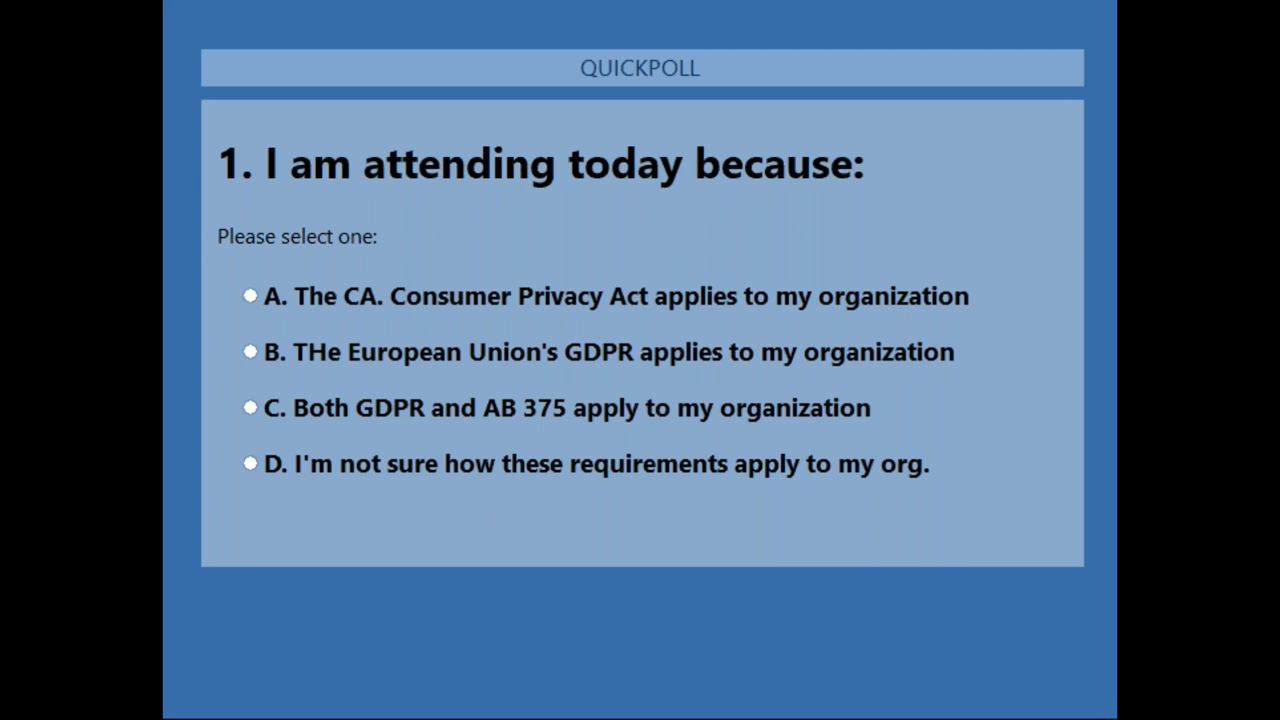 QUICKPOLL
1. I am attending today because:
Please select one:
A. The CA. Consumer Privacy Act applies to my organization
B. THe European Union's GDPR applies to my organization
C. Both GDPR and AB 375 apply to my organization
D. I'm not sure how these requirements apply to my org.